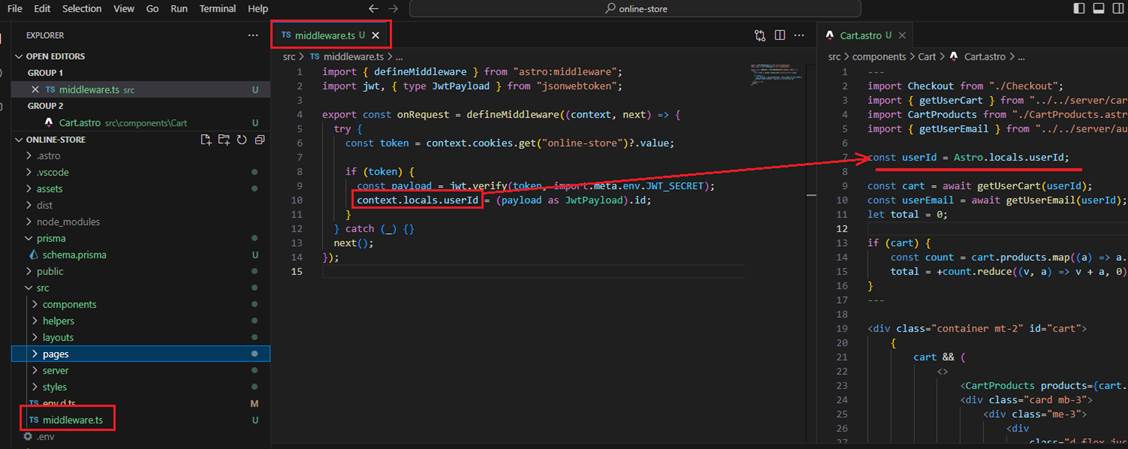 File Edit Selection View Go Run Terminal Help
online-store
EXPLORER
OPEN EDITORS
GROUP 1
middleware.ts src U
GROUP 2
Cart.astro src\components\Cart U
ONLINE-STORE
.astro
.vscode
assets
dist
node_modules
prisma
schema.prisma U
public
src
components
helpers
layouts
pages
server
styles
env.d.ts M
middleware.ts U
.env
TS middleware.ts U
src > TS middleware.ts > ...
1 import { defineMiddleware } from "astro:middleware";
2 import jwt, { type JwtPayload } from "jsonwebtoken";
3
4 export const onRequest = defineMiddleware((context, next) => {
5 try {
6 const token = context.cookies.get("online-store")?.value;
7
8 if (token) {
9 const payload = jwt.verify(token, import.meta.env.JWT_SECRET);
10 context.locals.userId = (payload as JwtPayload).id;
11 }
12 } catch (_) {}
13 next();
14 });
15
Cart.astro U
src > components > Cart > Cart.astro > ...
1 ---
2 import Checkout from "./Checkout";
3 import { getUserCart } from "../../server/car
4 import CartProducts from "./CartProducts.astr
5 import { getUserEmail } from "../../server/au
6
7 const userId = Astro.locals.userId;
8
9 const cart = await getUserCart(userId);
10 const userEmail = await getUserEmail(userId);
11 let total = 0;
12
13 if (cart) {
14 const count = cart.products.map((a) => a.
15 total = +count.reduce((v, a) => v + a, 0)
16 }
17 ---
18
19 <div class="container mt-2" id="cart">
20 {
21 cart && (
22 <>
23 <CartProducts products={cart.
24 <div class="card mb-3">
25 <div class="me-3">
26 <div
27 class="d-flex jus